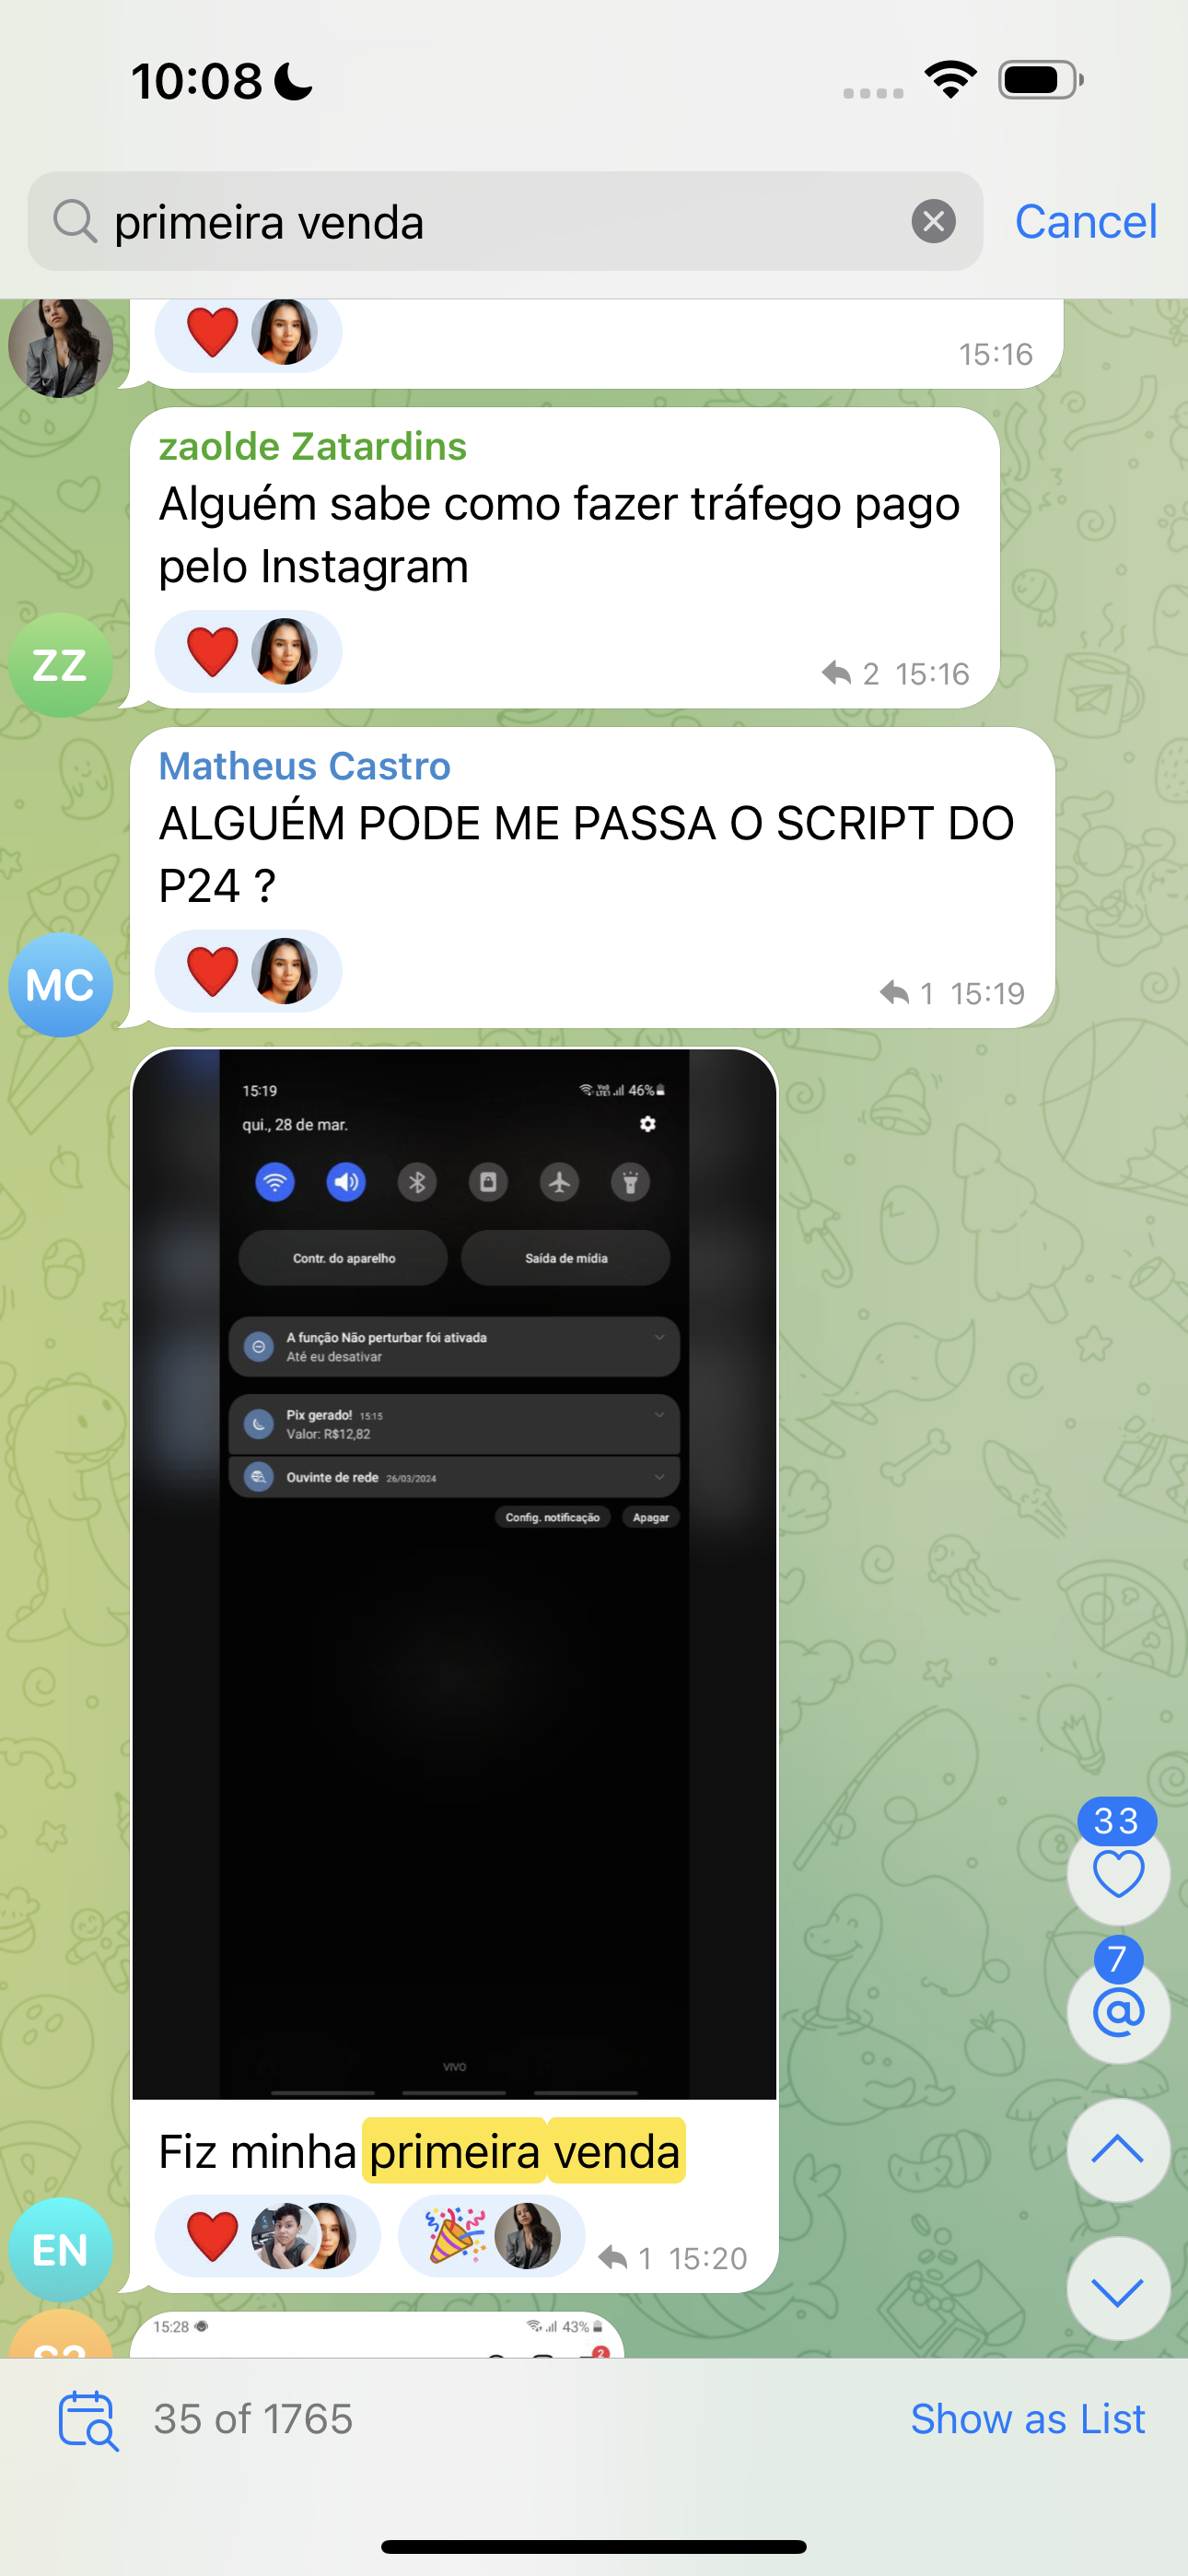 10:08
primeira venda
Cancel
15:16
zaolde Zatardins
Alguém sabe como fazer tráfego pago
pelo Instagram
ZZ
2 15:16
Matheus Castro
ALGUÉM PODE ME PASSA O SCRIPT DO
P24 ?
MC
1 15:19
15:19
46%
qui., 28 de mar.
Contr. do aparelho
Saída de mídia
A função Não perturbar foi ativada
Até eu desativar
Pix gerado! 15:15
Valor: R$12,82
Ouvinte de rede 26/03/2024
Config. notificação
Apagar
VIVO
Fiz minha primeira venda
EN
1 15:20
33
7
@
15:28
43%
2
35 of 1765
Show as List